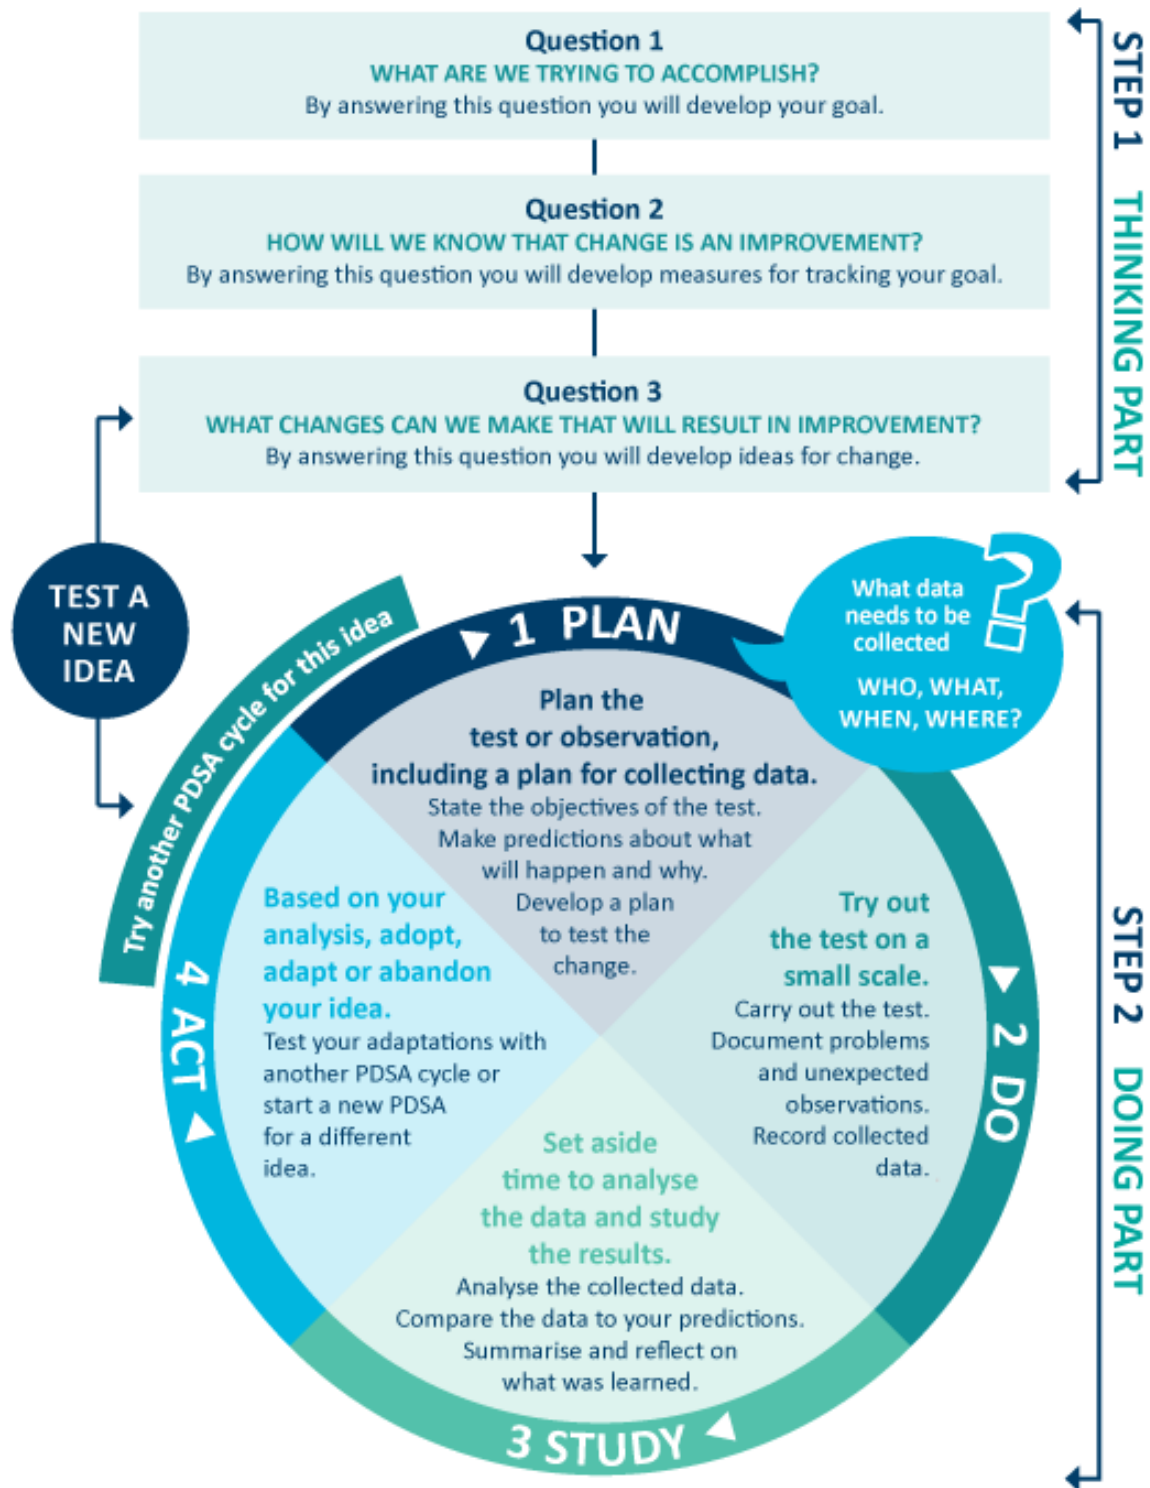 Question 1
WHAT ARE WE TRYING TO ACCOMPLISH?
By answering this question you will develop your goal.
Question 2
HOW WILL WE KNOW THAT CHANGE IS AN IMPROVEMENT?
By answering this question you will develop measures for tracking your goal.
Question 3
WHAT CHANGES CAN WE MAKE THAT WILL RESULT IN IMPROVEMENT?
By answering this question you will develop ideas for change.
STEP 1 THINKING PART
TEST A
NEW
IDEA
Try another PDSA cycle for this idea
1 PLAN
What data
needs to be
collected
?
WHO, WHAT,
WHEN, WHERE?
Plan the
test or observation,
including a plan for collecting data.
State the objectives of the test.
Make predictions about what
will happen and why.
Develop a plan
to test the
change.
2 DO
Try out
the test on a
small scale.
Carry out the test.
Document problems
and unexpected
observations.
Record collected
data.
3 STUDY
Set aside
time to analyse
the data and study
the results.
Analyse the collected data.
Compare the data to your predictions.
Summarise and reflect on
what was learned.
4 ACT
Based on your
analysis, adopt,
adapt or abandon
your idea.
Test your adaptations with
another PDSA cycle or
start a new PDSA
for a different
idea.
STEP 2 DOING PART